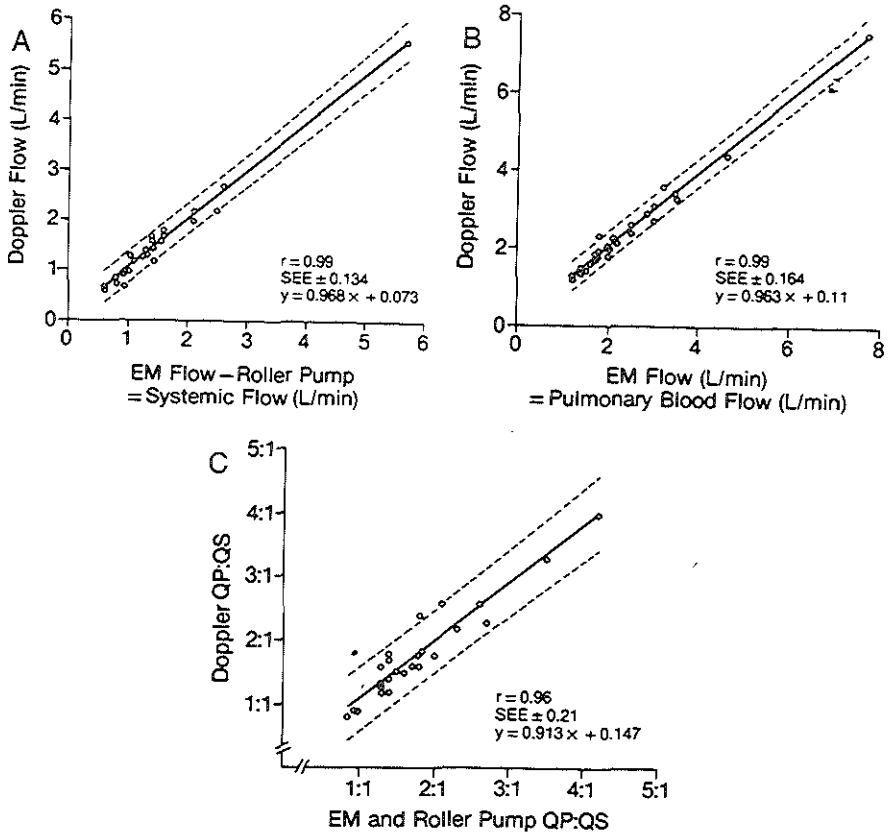 A
Doppler Flow (L/min)
6
5
4
3
2
1
0
0 1 2 3 4 5 6
r = 0.99
SEE ± 0.134
y = 0.968 x + 0.073
EM Flow – Roller Pump
= Systemic Flow (L/min)
B
Doppler Flow (L/min)
8
6
4
2
0
0 2 4 6 8
r = 0.99
SEE ± 0.164
y = 0.963 x + 0.11
EM Flow (L/min)
= Pulmonary Blood Flow (L/min)
C
Doppler QP:QS
5:1
4:1
3:1
2:1
1:1
1:1 2:1 3:1 4:1 5:1
r = 0.96
SEE ± 0.21
y = 0.913 x + 0.147
EM and Roller Pump QP:QS